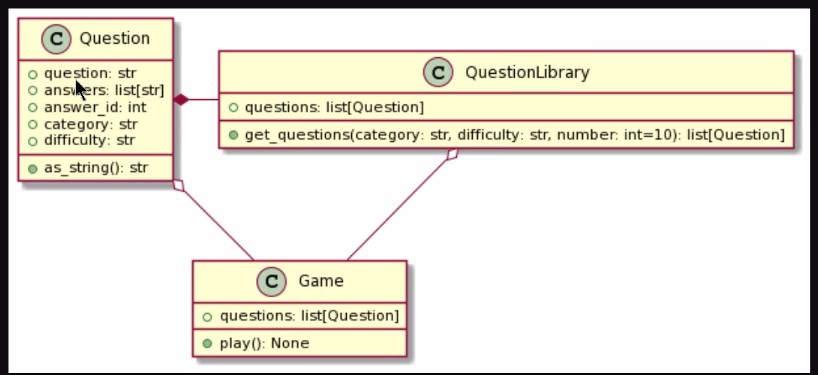 C Question
question: str
answers: list[str]
answer_id: int
category: str
difficulty: str
as_string(): str
C QuestionLibrary
questions: list[Question]
get_questions(category: str, difficulty: str, number: int=10): list[Question]
C Game
questions: list[Question]
play(): None